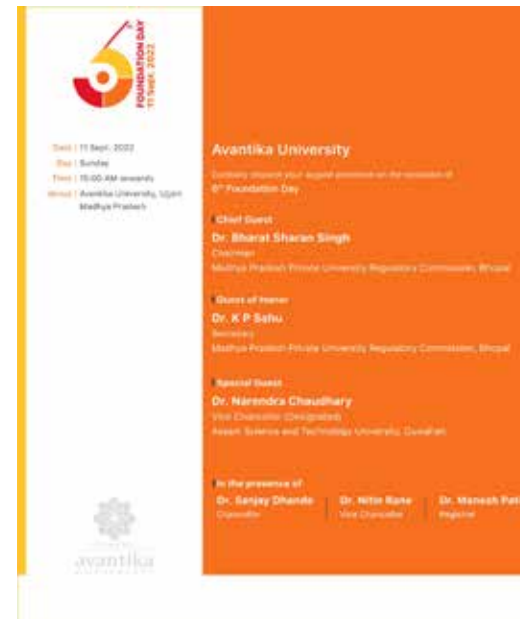 6th
FOUNDATION DAY
11 Sept. 2022
Date | 11 Sept. 2022
Day | Sunday
Time | 10:00 AM onwards
Venue | Avantika University, Ujjain
Madhya Pradesh
Avantika University
Cordially request your august presence on the occasion of
6th Foundation Day
Chief Guest
Dr. Bharat Sharan Singh
Chairman
Madhya Pradesh Private University Regulatory Commission, Bhopal
Guest of Honor
Dr. K P Sahu
Secretary
Madhya Pradesh Private University Regulatory Commission, Bhopal
Special Guest
Dr. Narendra Chaudhary
Vice Chancellor (Designated)
Assam Science and Technology University, Guwahati
In the presence of
Dr. Sanjay Dhande | Dr. Nitin Rane | Dr. Manesh
Chancellor | Vice Chancellor | Registrar
avantika